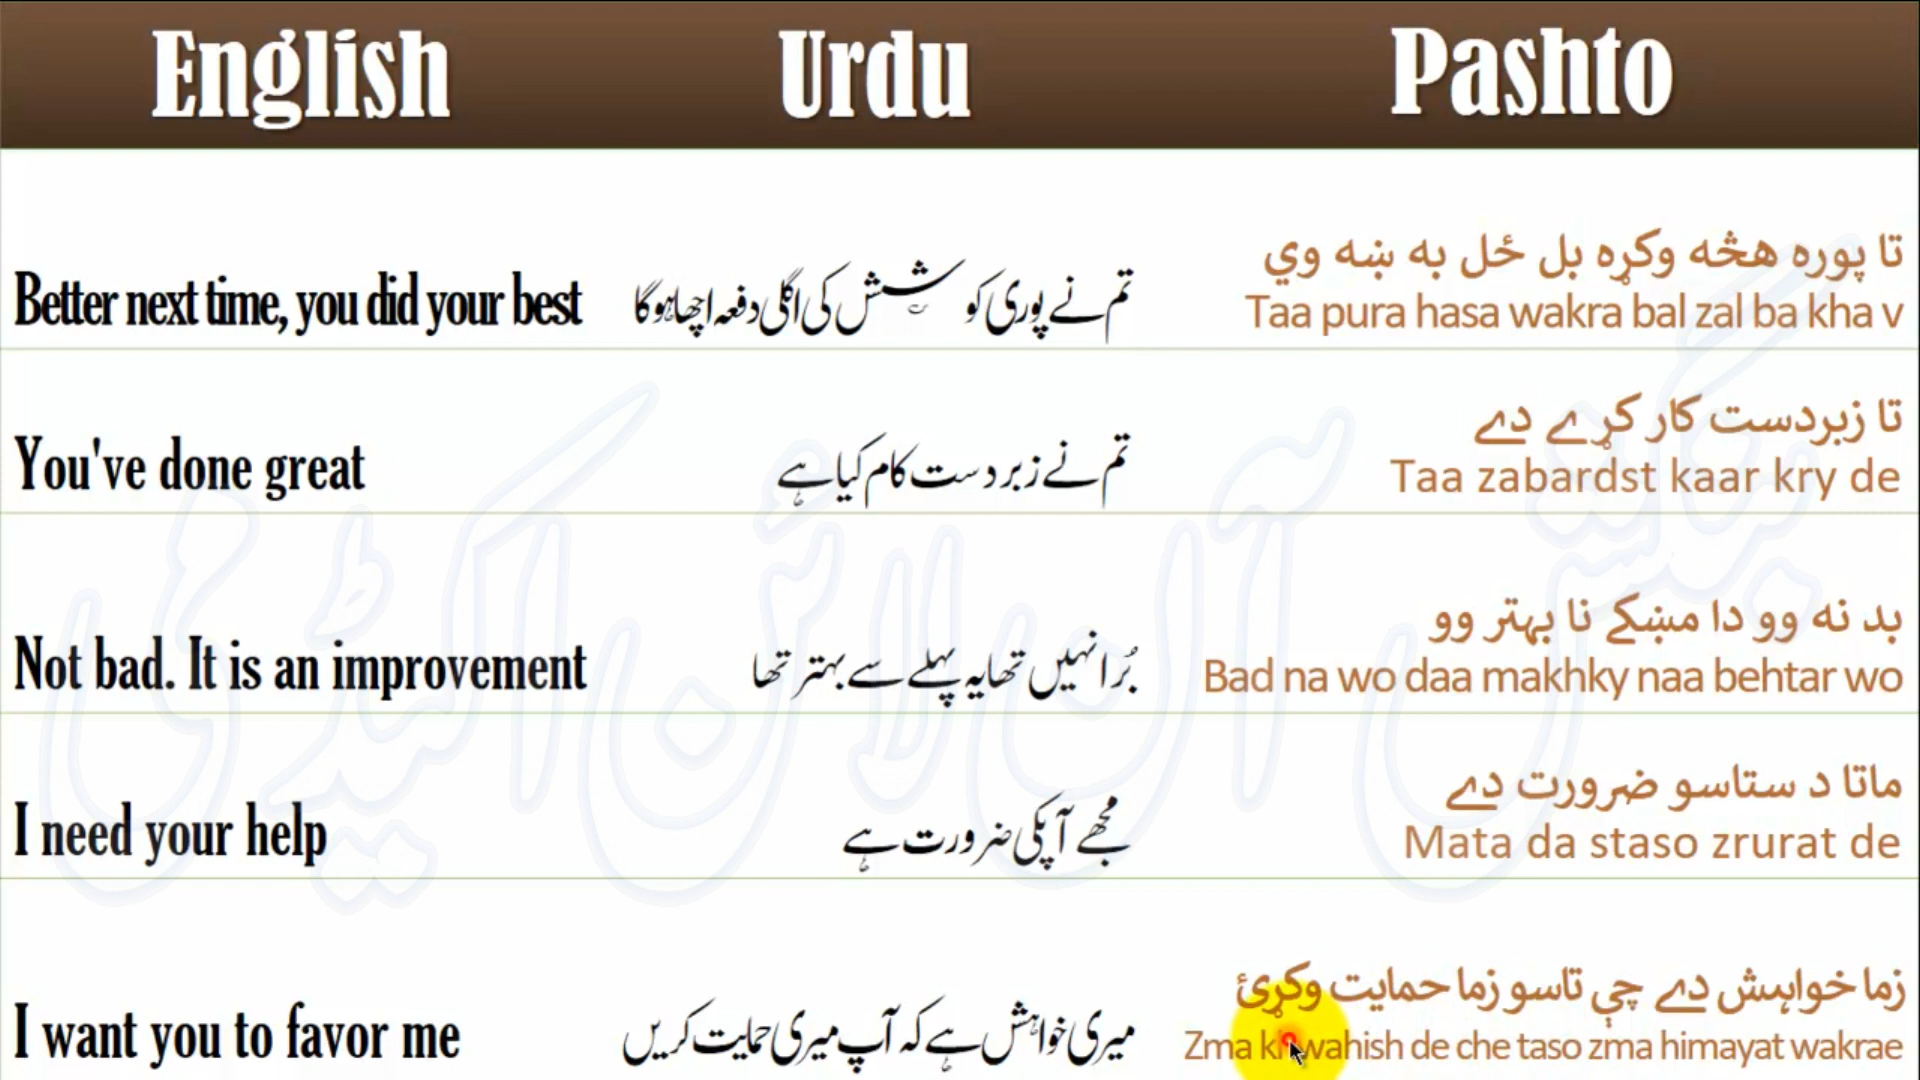 English
Urdu
Pashto
Better next time, you did your best
تم نے پوری کوشش کی اگلی دفعہ اچھا ہوگا
تا پوره هڅه وکړه بل ځل به ښه وي
Taa pura hasa wakra bal zal ba kha v
You've done great
تم نے زبردست کام کیا ہے
تا زبردست کار کړے دے
Taa zabardst kaar kry de
Not bad. It is an improvement
بُرا نہیں تھا یہ پہلے سے بہتر تھا
بد نه وو دا مښکے نا بهتر وو
Bad na wo daa makhky naa behtar wo
I need your help
مجھے آپکی ضرورت ہے
ماتا د ستاسو ضرورت دے
Mata da staso zrurat de
I want you to favor me
میری خواہش ہے کہ آپ میری حمایت کریں
زما خواہش دے چې تاسو زما حمایت وکړئ
Zma wahish de che taso zma himayat wakrae
آن لائن اکیڈمی